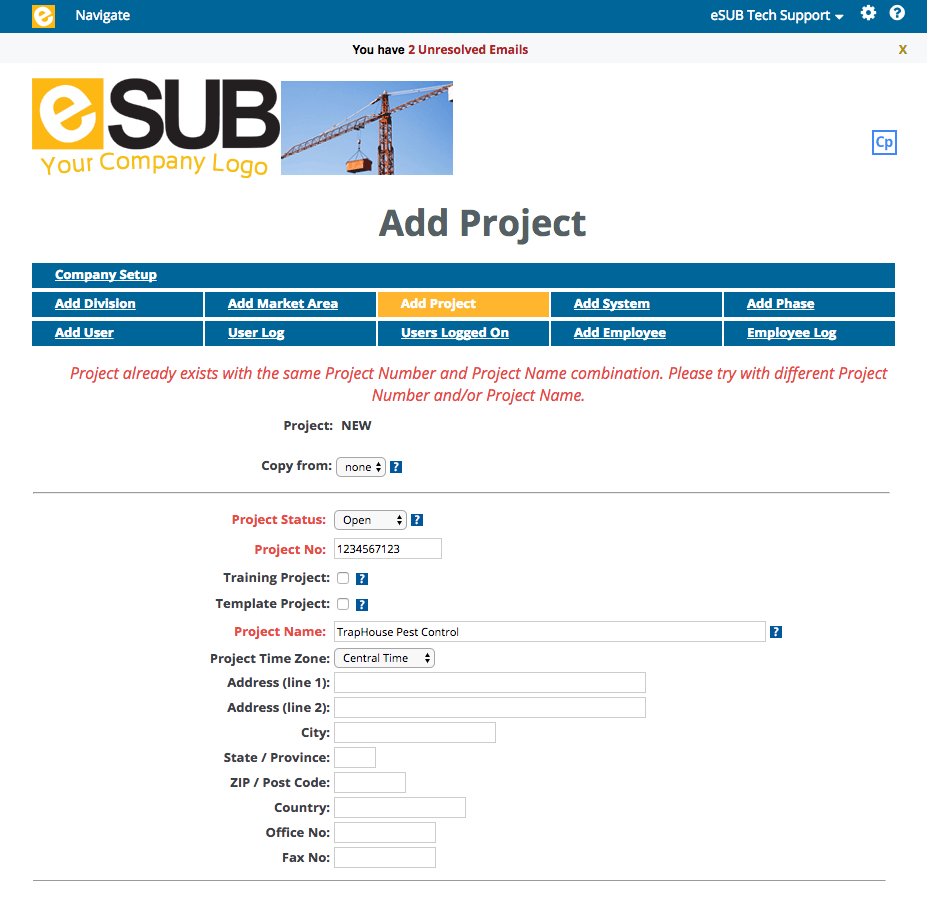 e Navigate eSUB Tech Support ?
You have 2 Unresolved Emails X
eSUB
Your Company Logo
Cp
Add Project
Company Setup
Add Division Add Market Area Add Project Add System Add Phase
Add User User Log Users Logged On Add Employee Employee Log
Project already exists with the same Project Number and Project Name combination. Please try with different Project
Number and/or Project Name.
Project: NEW
Copy from: none ?
Project Status: Open ?
Project No: 1234567123
Training Project: ?
Template Project: ?
Project Name: TrapHouse Pest Control ?
Project Time Zone: Central Time
Address (line 1):
Address (line 2):
City:
State / Province:
ZIP / Post Code:
Country:
Office No:
Fax No: